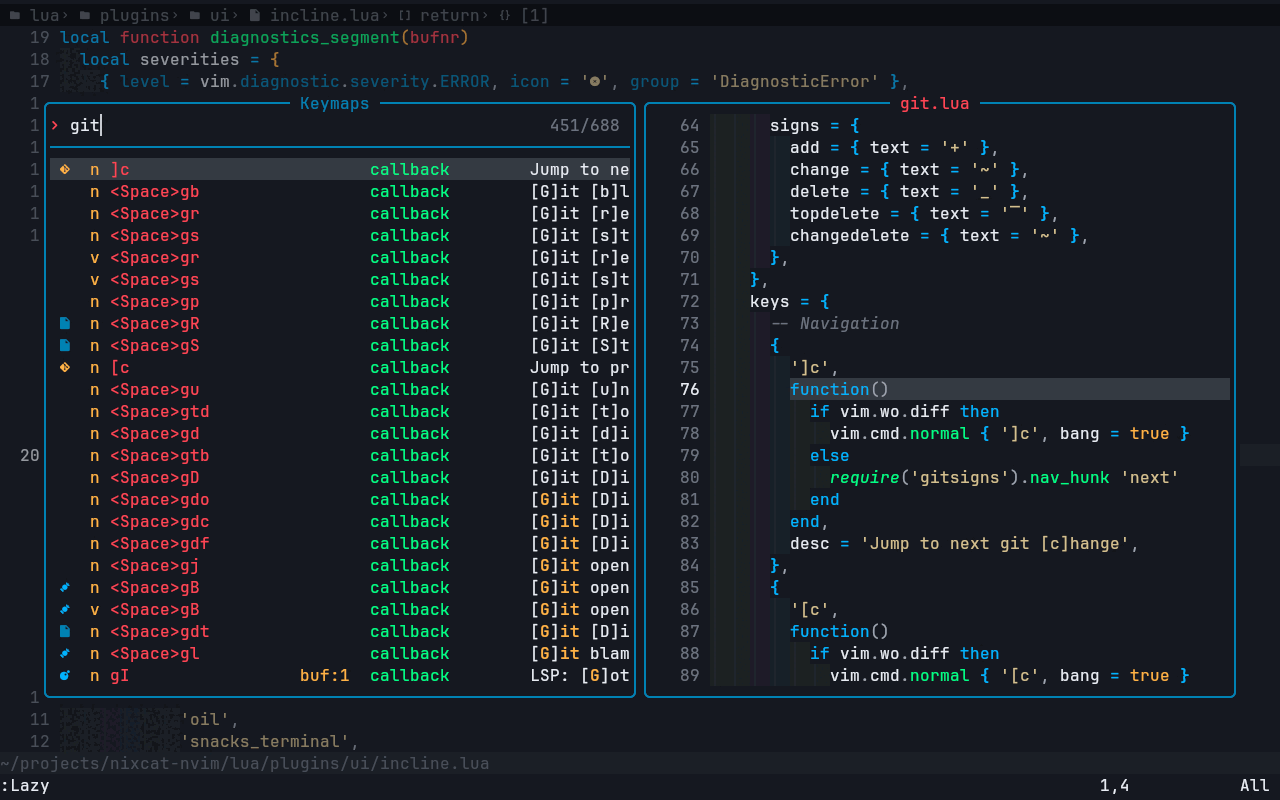 lua› plugins› ui› incline.lua› [] return› {} [1]
19 local function diagnostics_segment(bufnr)
18 local severities = {
17 { level = vim.diagnostic.severity.ERROR, icon = '', group = 'DiagnosticError' },
1
1
1
1
1
1
1
20
1
Keymaps
> git 451/688
n ]c callback Jump to ne
n <Space>gb callback [G]it [b]l
n <Space>gr callback [G]it [r]e
n <Space>gs callback [G]it [s]t
v <Space>gr callback [G]it [r]e
v <Space>gs callback [G]it [s]t
n <Space>gp callback [G]it [p]r
n <Space>gR callback [G]it [R]e
n <Space>gS callback [G]it [S]t
n [c callback Jump to pr
n <Space>gu callback [G]it [u]n
n <Space>gtd callback [G]it [t]o
n <Space>gd callback [G]it [d]i
n <Space>gtb callback [G]it [t]o
n <Space>gD callback [G]it [D]i
n <Space>gdo callback [G]it [D]i
n <Space>gdc callback [G]it [D]i
n <Space>gdf callback [G]it [D]i
n <Space>gj callback [G]it open
n <Space>gB callback [G]it open
v <Space>gB callback [G]it open
n <Space>gdt callback [G]it [D]i
n <Space>gl callback [G]it blam
n gI buf:1 callback LSP: [G]ot
git.lua
64 signs = {
65 add = { text = '+' },
66 change = { text = '~' },
67 delete = { text = '_' },
68 topdelete = { text = '‾' },
69 changedelete = { text = '~' },
70 },
71 },
72 keys = {
73 -- Navigation
74 {
75 ']c',
76 function()
77 if vim.wo.diff then
78 vim.cmd.normal { ']c', bang = true }
79 else
80 require('gitsigns').nav_hunk 'next'
81 end
82 end,
83 desc = 'Jump to next git [c]hange',
84 },
85 {
86 '[c',
87 function()
88 if vim.wo.diff then
89 vim.cmd.normal { '[c', bang = true }
11 'oil',
12 'snacks_terminal',
~/projects/nixcat-nvim/lua/plugins/ui/incline.lua
:Lazy 1,4 All